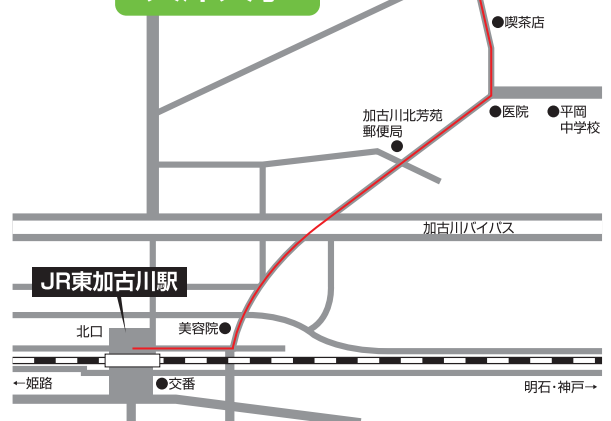 喫茶店
医院
平岡
中学校
加古川北芳苑
郵便局
加古川バイパス
JR東加古川駅
北口
美容院
←姫路
交番
明石・神戸→